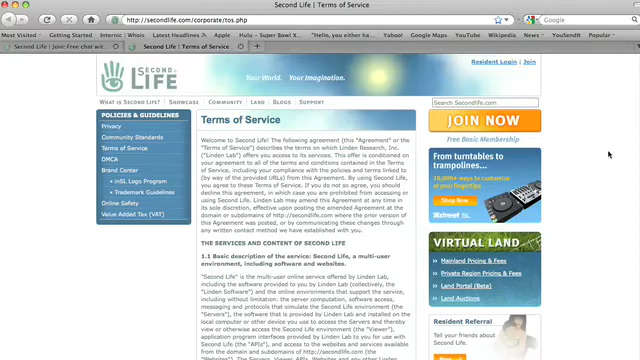 Second Life | Terms of Service
http://secondlife.com/corporate/tos.php
Google
Most Visited
Whois
Latest Headlines
Apple
Hulu - Super Bowl X...
"Hello, you either ha...
Yahoo!
Google Maps
YouTube
Wikipedia
News
SeenOnSet
Popular
Second Life | Join: Free chat wi...
Second Life | Terms of Service
SECOND LIFE
Your World. Your Imagination.
Resident Login | Join
WHAT IS SECOND LIFE?
SHOWCASE
COMMUNITY
LAND
BLOGS
SUPPORT
Search Secondlife.com
POLICIES & GUIDELINES
Privacy
Community Standards
Terms of Service
DMCA
Brand Center
• inSL Logo Program
• Trademark Guidelines
Online Safety
Value Added Tax (VAT)
Terms of Service
Welcome to Second Life! The following agreement (this "Agreement" or the
"Terms of Service") describes the terms on which Linden Research, Inc.
("Linden Lab") offers you access to its services. This offer is conditioned on
your agreement to all of the terms and conditions contained in the Terms
of Service, including your compliance with the policies and terms linked to
(by way of the provided URLs) from this Agreement. By using Second Life,
you agree to these Terms of Service. If you do not so agree, you should
decline this agreement, in which case you are prohibited from accessing
or using Second Life. Linden Lab may amend this Agreement at any time
in its sole discretion, effective upon posting the amended Agreement at
the domain or subdomains of http://secondlife.com where the prior version of
this Agreement was posted, or by communicating these changes through
any written contact method we have established with you.
THE SERVICES AND CONTENT OF SECOND LIFE
1.1 Basic description of the service: Second Life, a multi-user
environment, including software and websites.
"Second Life" is the multi-user online service offered by Linden Lab,
including the software provided to you by Linden Lab (collectively, the
"Linden Software") and the online environments that support the service,
including without limitation: the server computation, software access,
messaging and protocols that simulate the Second Life environment (the
"Servers"), the software that is provided by Linden Lab and installed on the
local computer or other device you use to access the Servers and thereby
view or otherwise access the Second Life environment (the "Viewer"),
application program interfaces provided by Linden Lab to you for use with
Second Life (the "APIs"), and access to the websites and services available
from the domain and subdomains of http://secondlife.com (the
JOIN NOW
Free Basic Membership
From turntables to
trampolines...
to customize
at your fingertips
Shop Now
VIRTUAL LAND
Mainland Pricing & Fees
Private Region Pricing & Fees
Land Portal (Beta)
Land Auctions
Resident Referral